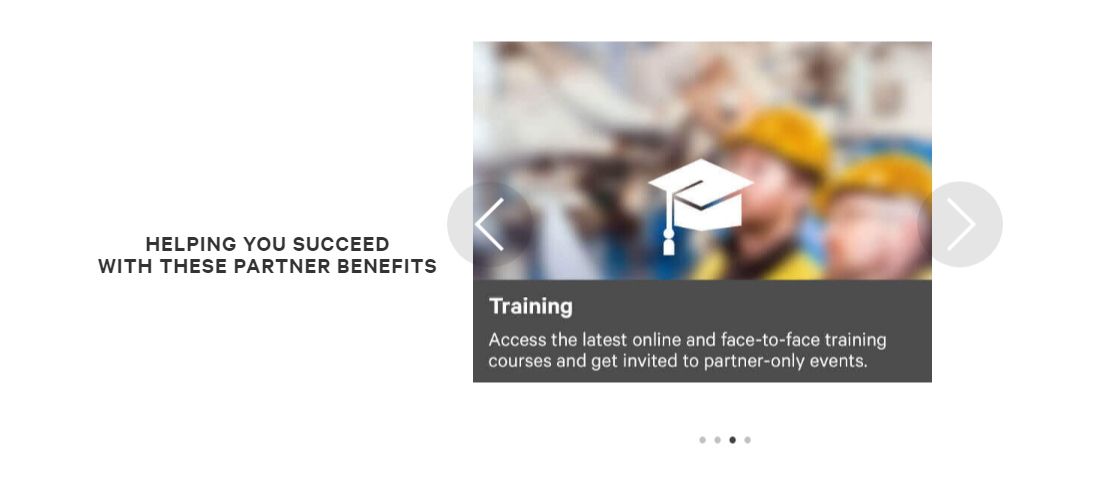 HELPING YOU SUCCEED
WITH THESE PARTNER BENEFITS
Training
Access the latest online and face-to-face training
courses and get invited to partner-only events.